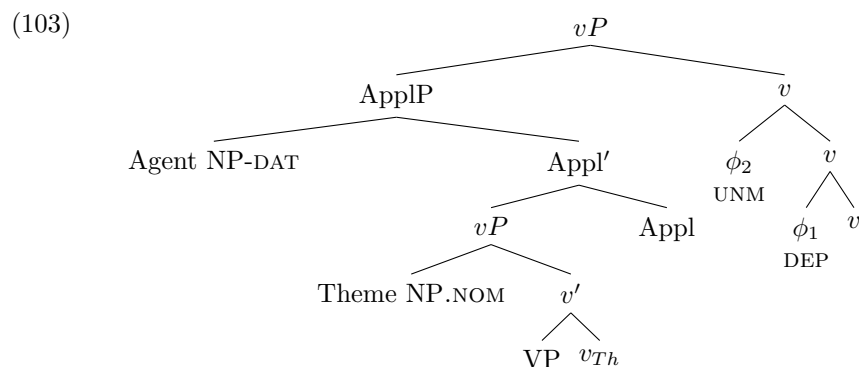 (103)
vP
ApplP v
Agent NP-DAT Appl′ ϕ2 v
UNM
vP Appl ϕ1 v
DEP
Theme NP.NOM v′
VP vTh